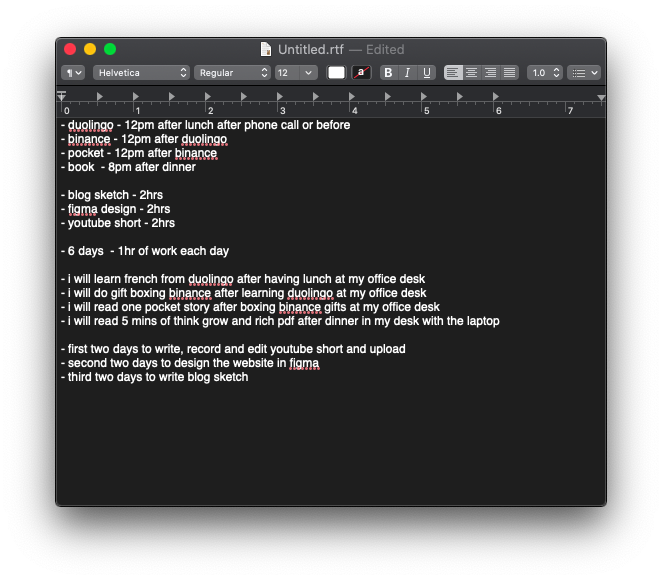 Untitled.rtf — Edited
¶ Helvetica Regular 12 a B I U 1.0
0 1 2 3 4 5 6 7
- duolingo - 12pm after lunch after phone call or before
- binance - 12pm after duolingo
- pocket - 12pm after binance
- book  - 8pm after dinner
- blog sketch - 2hrs
- figma design - 2hrs
- youtube short - 2hrs
- 6 days  - 1hr of work each day
- i will learn french from duolingo after having lunch at my office desk
- i will do gift boxing binance after learning duolingo at my office desk
- i will read one pocket story after boxing binance gifts at my office desk
- i will read 5 mins of think grow and rich pdf after dinner in my desk with the laptop
- first two days to write, record and edit youtube short and upload
- second two days to design the website in figma
- third two days to write blog sketch